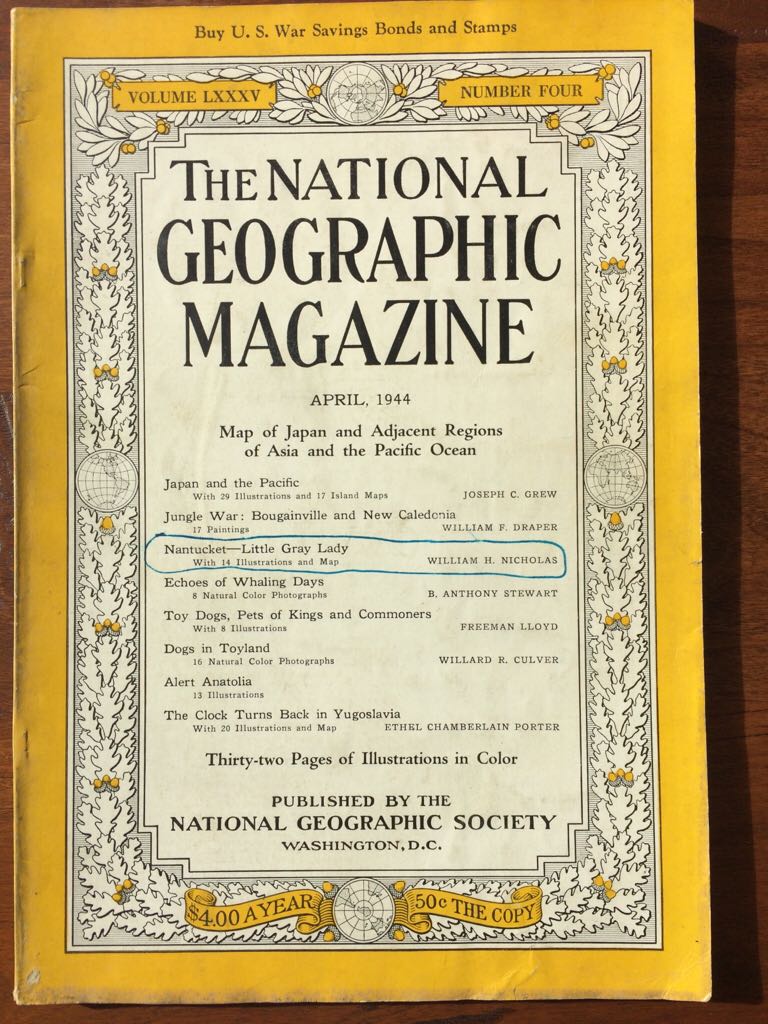 Buy U. S. War Savings Bonds and Stamps
VOLUME LXXXV
NUMBER FOUR
THE NATIONAL
GEOGRAPHIC
MAGAZINE
APRIL, 1944
Map of Japan and Adjacent Regions
of Asia and the Pacific Ocean
Japan and the Pacific
With 29 Illustrations and 17 Island Maps JOSEPH C. GREW
Jungle War: Bougainville and New Caledonia
17 Paintings WILLIAM F. DRAPER
Nantucket—Little Gray Lady
With 14 Illustrations and Map WILLIAM H. NICHOLAS
Echoes of Whaling Days
8 Natural Color Photographs B. ANTHONY STEWART
Toy Dogs, Pets of Kings and Commoners
With 8 Illustrations FREEMAN LLOYD
Dogs in Toyland
16 Natural Color Photographs WILLARD R. CULVER
Alert Anatolia
13 Illustrations
The Clock Turns Back in Yugoslavia
With 20 Illustrations and Map ETHEL CHAMBERLAIN PORTER
Thirty-two Pages of Illustrations in Color
PUBLISHED BY THE
NATIONAL GEOGRAPHIC SOCIETY
WASHINGTON, D.C.
$4.00 A YEAR
50c THE COPY